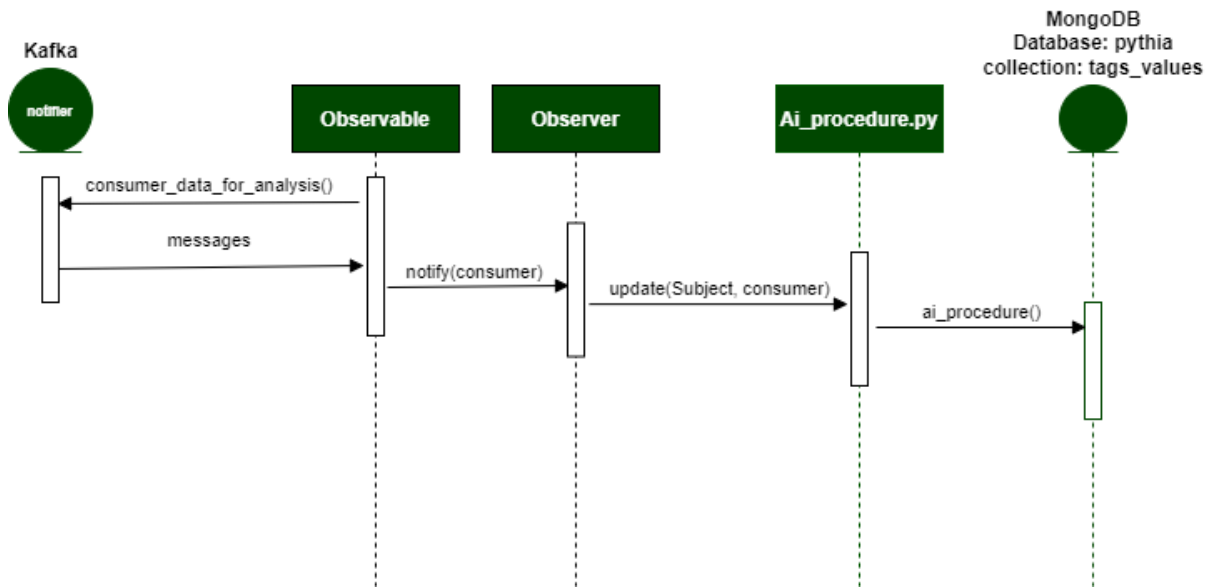 MongoDB
Database: pythia
collection: tags_values
Kafka
notifier
Observable
Observer
Ai_procedure.py
consumer_data_for_analysis()
messages
notify(consumer)
update(Subject, consumer)
ai_procedure()